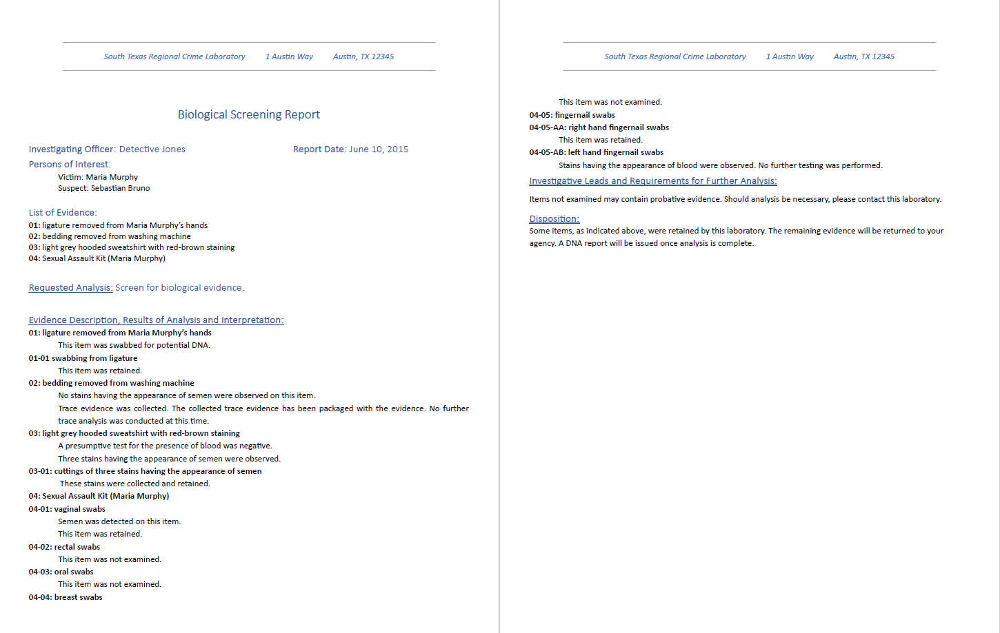 South Texas Regional Crime Laboratory 1 Austin Way Austin, TX 12345
Biological Screening Report
Investigating Officer: Detective Jones Report Date: June 10, 2015
Persons of Interest:
Victim: Maria Murphy
Suspect: Sebastian Bruno
List of Evidence:
01: ligature removed from Maria Murphy's hands
02: bedding removed from washing machine
03: light grey hooded sweatshirt with red-brown staining
04: Sexual Assault Kit (Maria Murphy)
Requested Analysis: Screen for biological evidence.
Evidence Description, Results of Analysis and Interpretation:
01: ligature removed from Maria Murphy's hands
This item was swabbed for potential DNA.
01-01 swabbing from ligature
This item was retained.
02: bedding removed from washing machine
No stains having the appearance of semen were observed on this item.
Trace evidence was collected. The collected trace evidence has been packaged with the evidence. No further
trace analysis was conducted at this time.
03: light grey hooded sweatshirt with red-brown staining
A presumptive test for the presence of blood was negative.
Three stains having the appearance of semen were observed.
03-01: cuttings of three stains having the appearance of semen
These stains were collected and retained.
04: Sexual Assault Kit (Maria Murphy)
04-01: vaginal swabs
Semen was detected on this item.
This item was retained.
04-02: rectal swabs
This item was not examined.
04-03: oral swabs
This item was not examined.
04-04: breast swabs
South Texas Regional Crime Laboratory 1 Austin Way Austin, TX 12345
This item was not examined.
04-05: fingernail swabs
04-05-AA: right hand fingernail swabs
This item was retained.
04-05-AB: left hand fingernail swabs
Stains having the appearance of blood were observed. No further testing was performed.
Investigative Leads and Requirements for Further Analysis:
Items not examined may contain probative evidence. Should analysis be necessary, please contact this laboratory.
Disposition:
Some items, as indicated above, were retained by this laboratory. The remaining evidence will be returned to your
agency. A DNA report will be issued once analysis is complete.